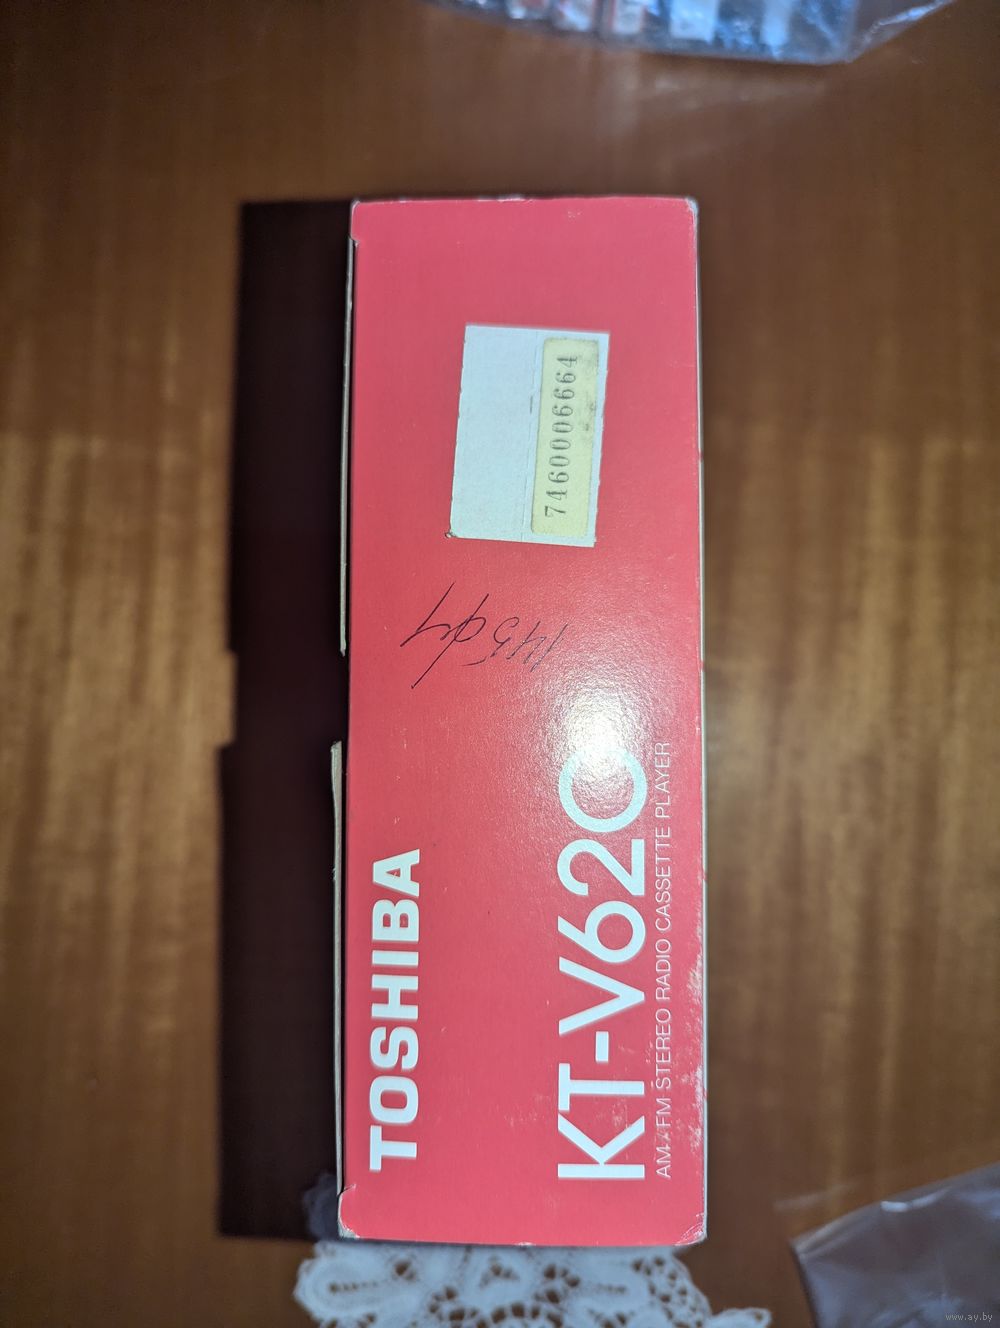 TOSHIBA
KT-V620
AM/FM STEREO RADIO CASSETTE PLAYER
7460006664
www.ay.by